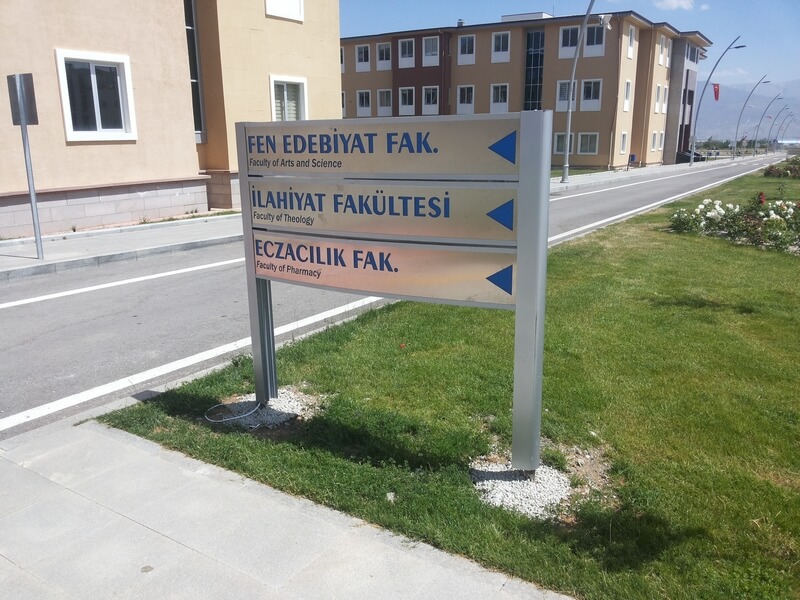 FEN EDEBİYAT FAK.
Faculty of Arts and Science
İLAHİYAT FAKÜLTESİ
Faculty of Theology
ECZACILIK FAK.
Faculty of Pharmacy